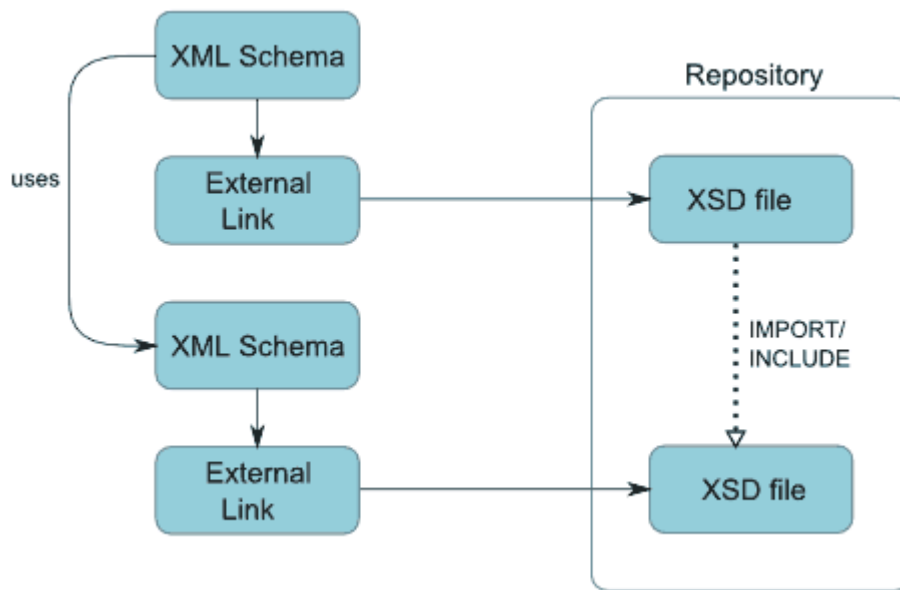 XML Schema
Repository
uses
External
Link
XSD file
XML Schema
IMPORT/
INCLUDE
External
Link
XSD file